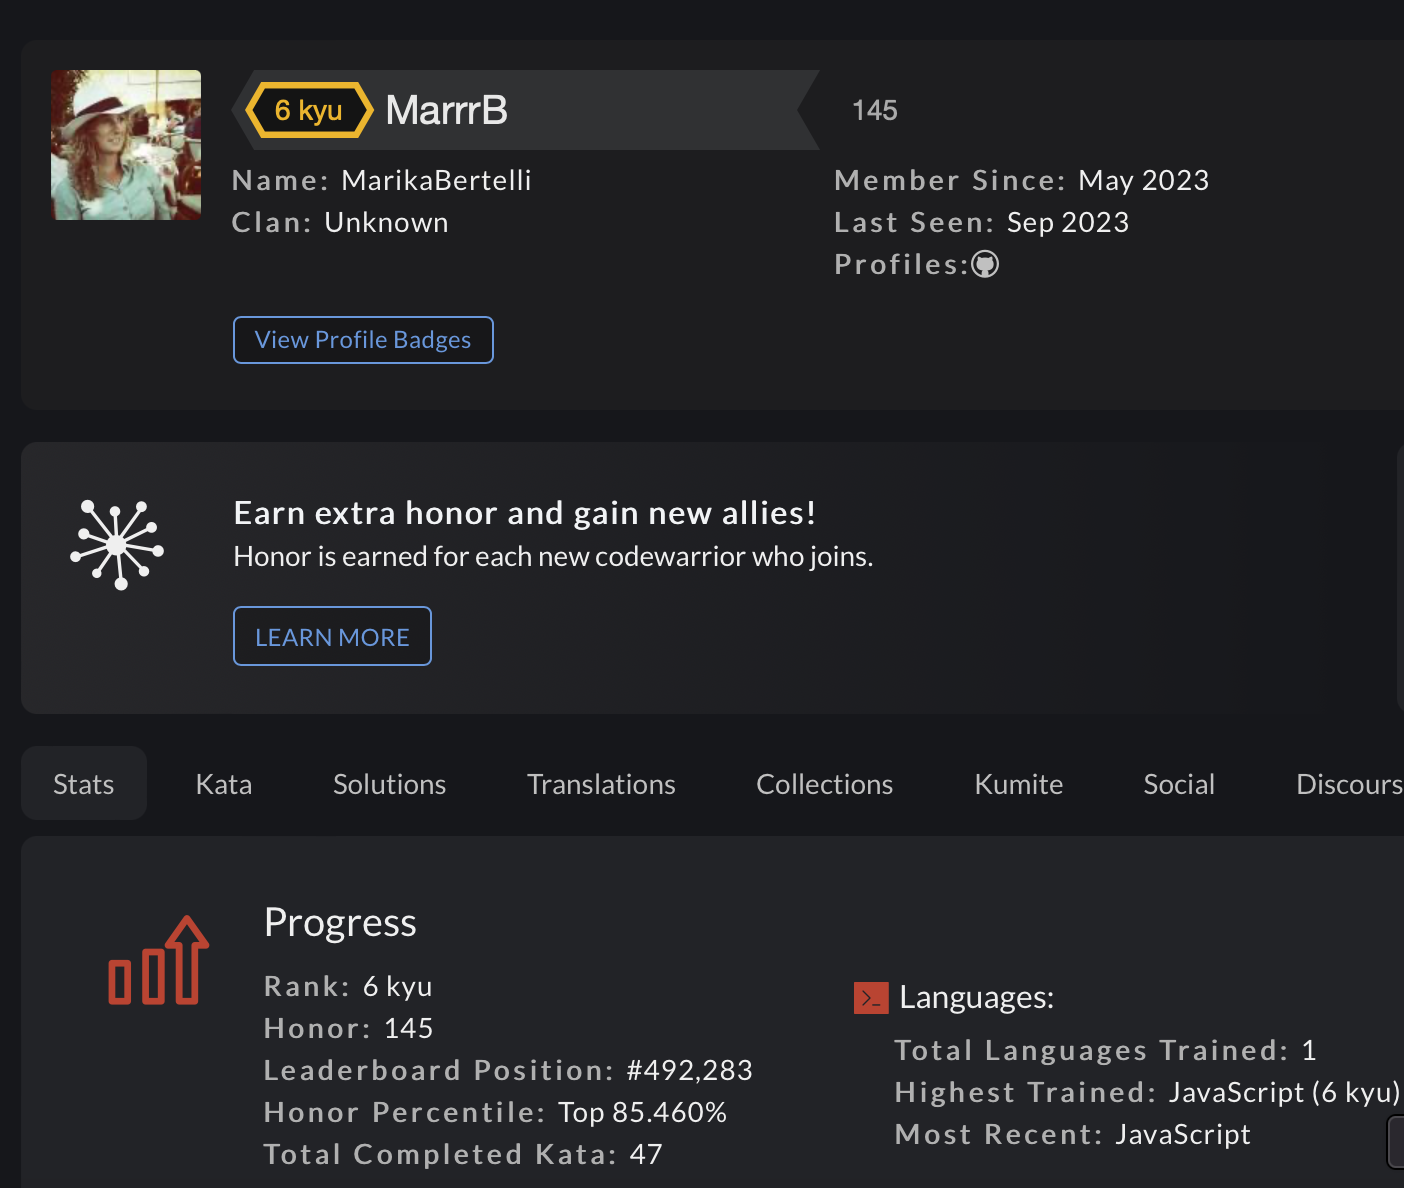 6 kyu MarrrB
145
Name: MarikaBertelli
Clan: Unknown
Member Since: May 2023
Last Seen: Sep 2023
Profiles:
View Profile Badges
Earn extra honor and gain new allies!
Honor is earned for each new codewarrior who joins.
LEARN MORE
Stats Kata Solutions Translations Collections Kumite Social Discours
Progress
Rank: 6 kyu
Honor: 145
Leaderboard Position: #492,283
Honor Percentile: Top 85.460%
Total Completed Kata: 47
>_ Languages:
Total Languages Trained: 1
Highest Trained: JavaScript (6 kyu)
Most Recent: JavaScript